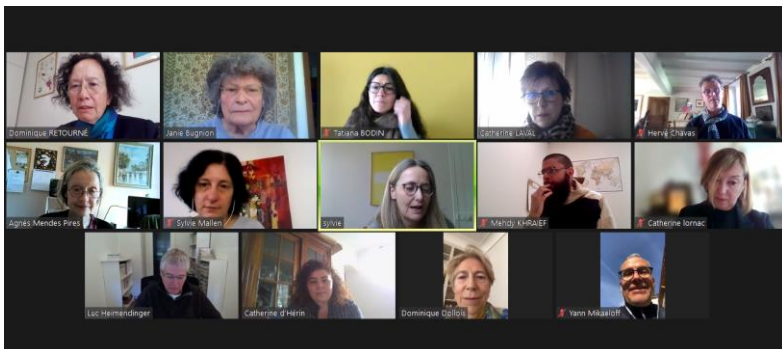 Dominique RETOURNÉ
Janie Bugnion
Tatiana BODIN
Catherine LAVAL
Hervé Chavas
Agnès Mendes Pires
Sylvie Mallen
sylvie
Mehdy KHRAIEF
Catherine lornac
Luc Heimendinger
Catherine d'Hérin
Dominique Dollois
Yann Mikaeloff